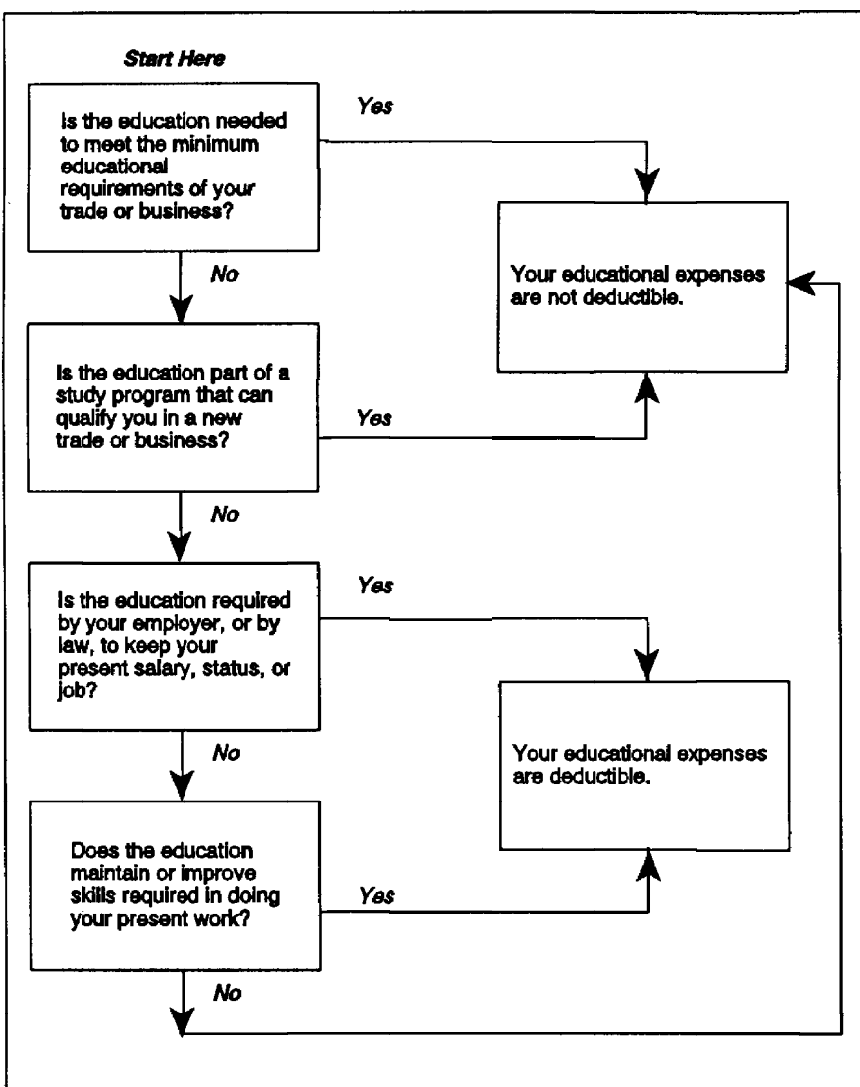 Start Here
Is the education needed
to meet the minimum
educational
requirements of your
trade or business?
Yes
No
Your educational expenses
are not deductible.
Is the education part of a
study program that can
qualify you in a new
trade or business?
Yes
No
Is the education required
by your employer, or by
law, to keep your
present salary, status, or
job?
Yes
No
Your educational expenses
are deductible.
Does the education
maintain or improve
skills required in doing
your present work?
Yes
No